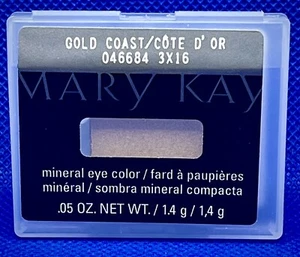 GOLD COAST/CÔTE D'OR
046684 3X16
MARY KAY
mineral eye color / fard à paupières
minéral / sombra mineral compacta
.05 OZ. NET WT. / 1.4 g / 1,4 g